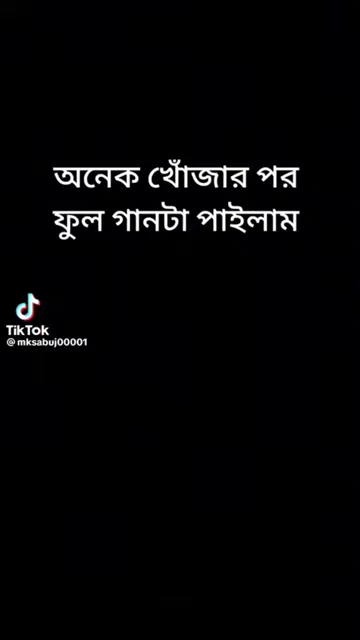 অনেক খোঁজার পর
ফুল গানটা পাইলাম
TikTok
@mksabuj00001